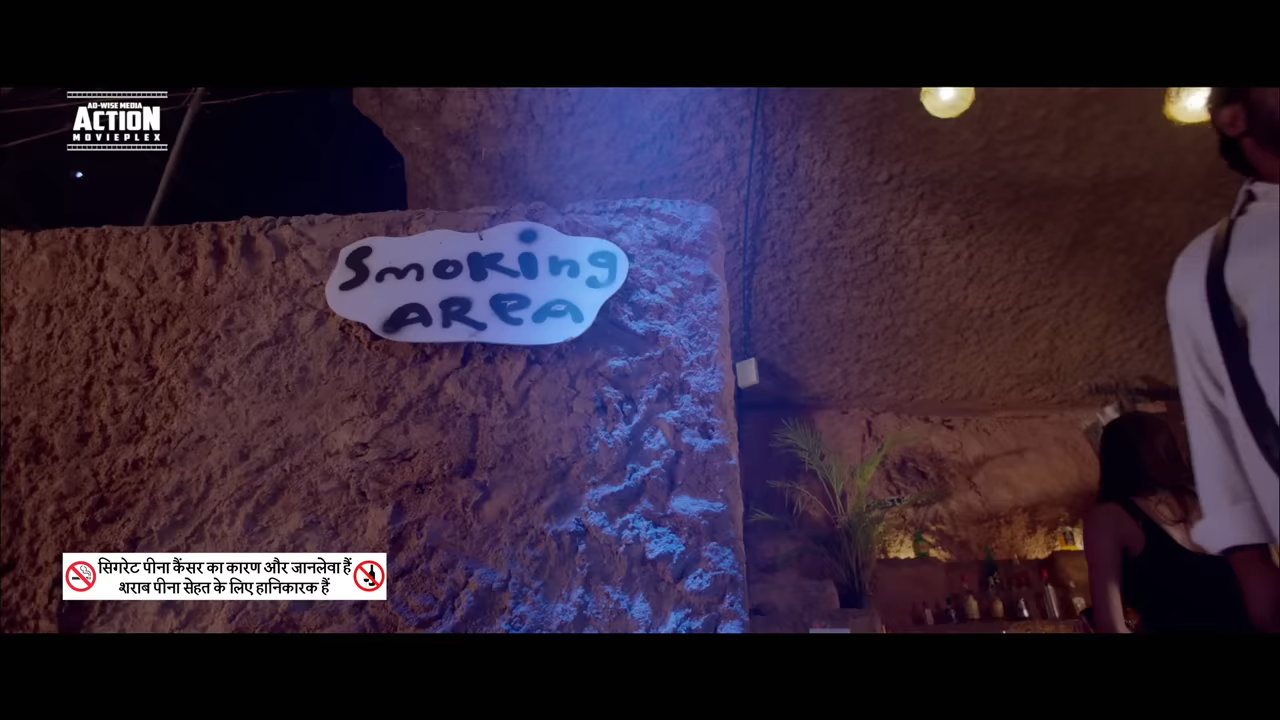 AD-WISE MEDIA
ACTION
MOVIEPLEX
Smoking
AREA
सिगरेट पीना कैंसर का कारण और जानलेवा हैं
शराब पीना सेहत के लिए हानिकारक हैं